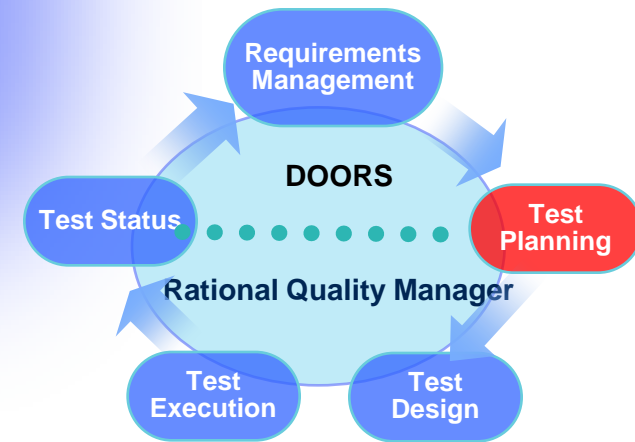 Requirements
Management
DOORS
Test Status
Test
Planning
Rational Quality Manager
Test
Execution
Test
Design